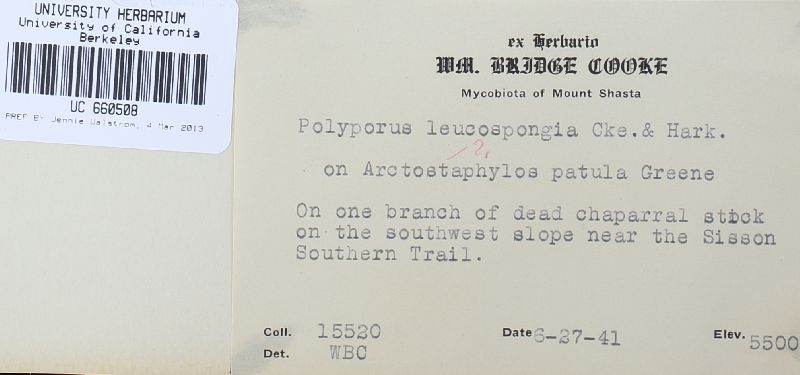 UNIVERSITY HERBARIUM
University of California
Berkeley
UC 660508
PREP BY Jennie Walstrom, 4 Mar 2013
ex Herbario
WM. BRIDGE COOKE
Mycobiota of Mount Shasta
Polyporus leucospongia Cke.& Hark.
?
on Arctostaphylos patula Greene
On one branch of dead chaparral stick
on the southwest slope near the Sisson
Southern Trail.
Coll. 15520 Date 6-27-41 Elev. 5500
Det. WBC